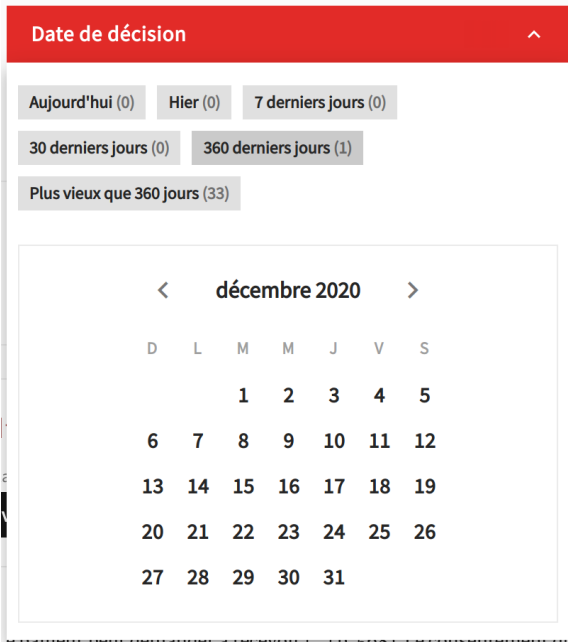 Date de décision
Aujourd'hui (0) Hier (0) 7 derniers jours (0)
30 derniers jours (0) 360 derniers jours (1)
Plus vieux que 360 jours (33)
décembre 2020
D L M M J V S
1 2 3 4 5
6 7 8 9 10 11 12
13 14 15 16 17 18 19
20 21 22 23 24 25 26
27 28 29 30 31